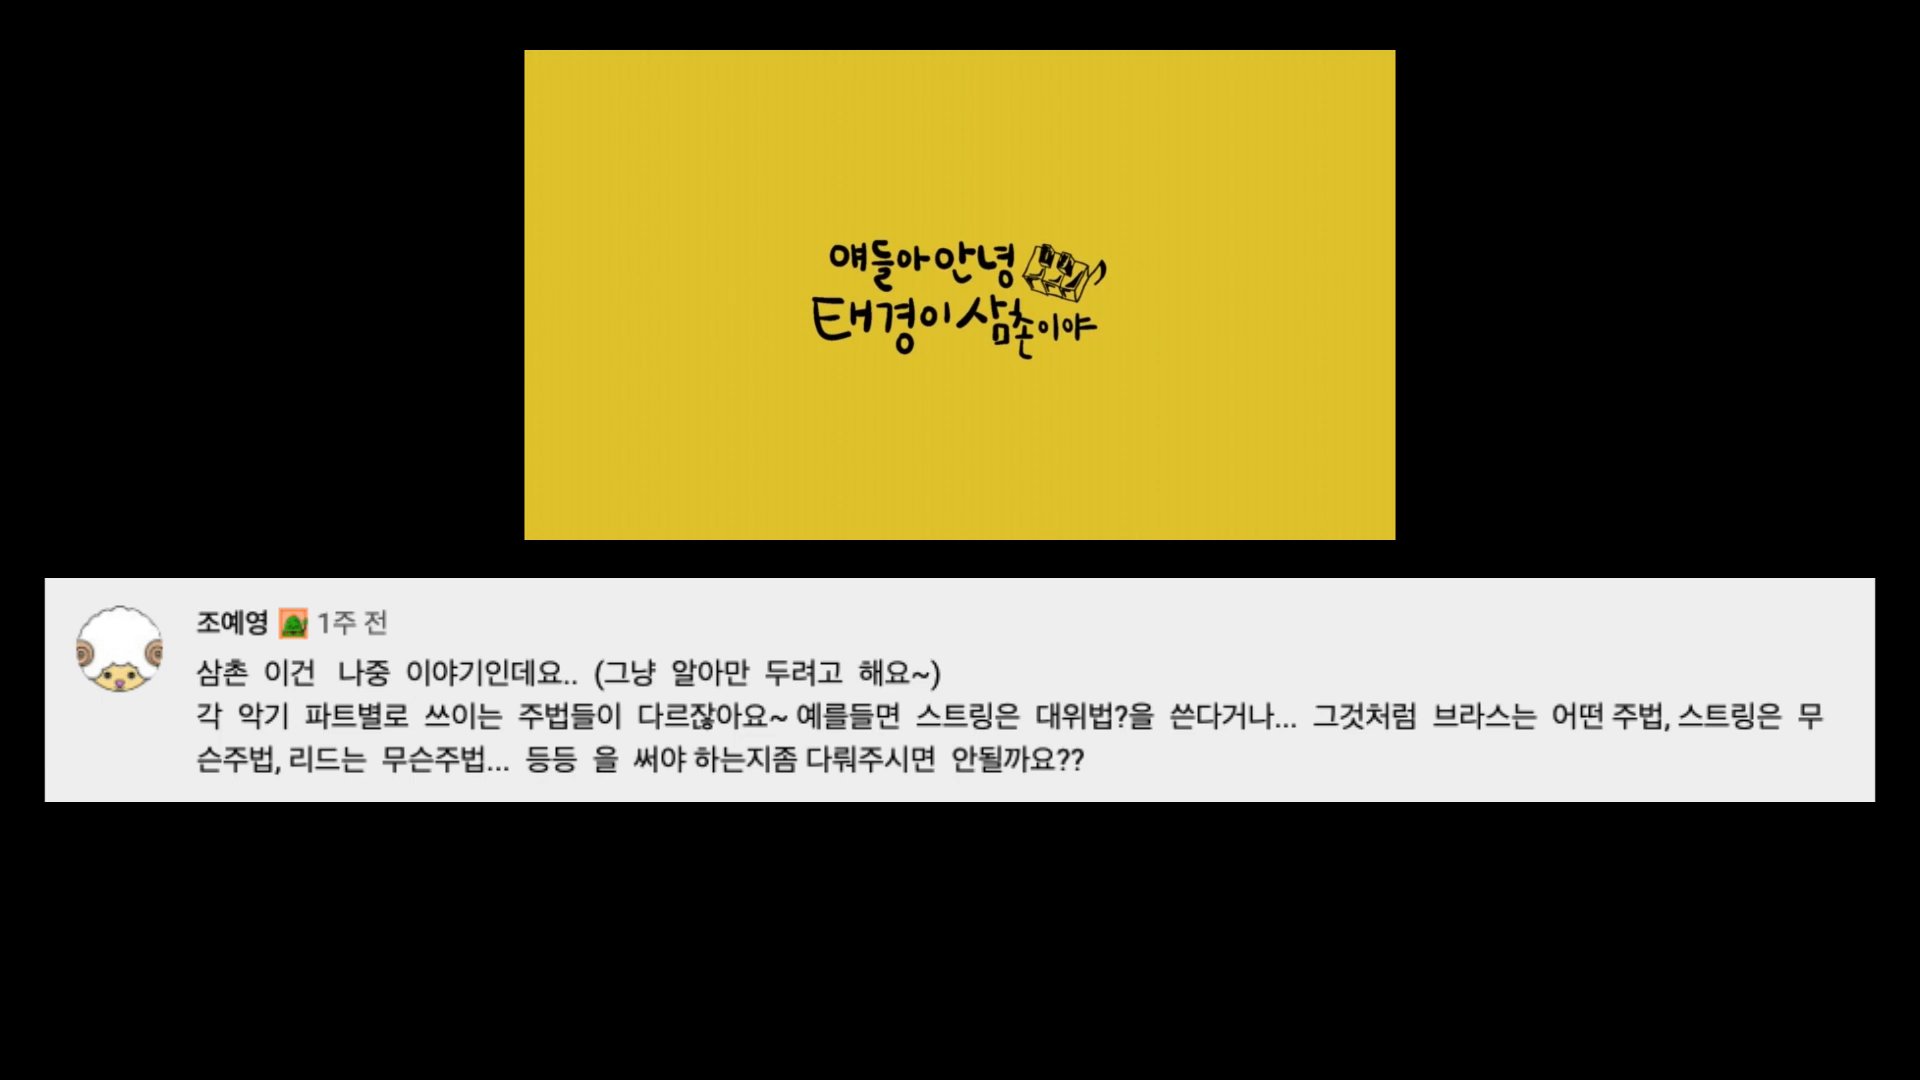 얘들아 안녕
태경이 삼촌이야
조예영 1주 전
삼촌 이건 나중 이야기인데요.. (그냥 알아만 두려고 해요~)
각 악기 파트별로 쓰이는 주법들이 다르잖아요~ 예를들면 스트링은 대위법?을 쓴다거나... 그것처럼 브라스는 어떤 주법, 스트링은 무
슨주법, 리드는 무슨주법... 등등 을 써야 하는지좀 다뤄주시면 안될까요??